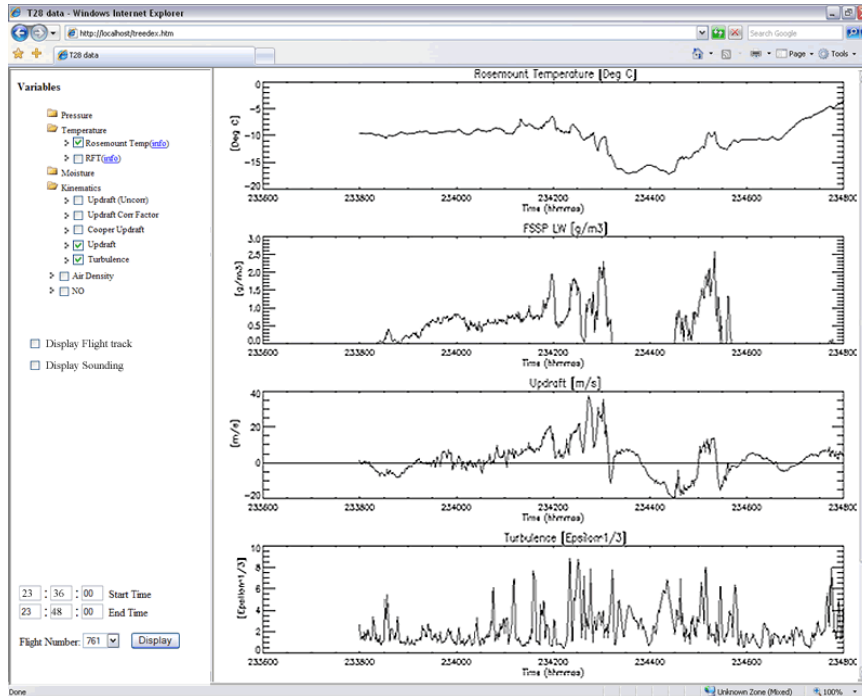 T28 data - Windows Internet Explorer
http://localhost/treedex.htm
Search Google
T28 data
Page
Tools
Variables
Pressure
Temperature
Rosemount Temp(info)
RFT(info)
Moisture
Kinematics
Updraft (Uncorr)
Updraft Corr Factor
Cooper Updraft
Updraft
Turbulence
Air Density
NO
Display Flight track
Display Sounding
23 : 36 : 00 Start Time
23 : 48 : 00 End Time
Flight Number: 761 Display
Rosemount Temperature [Deg C]
[Deg C]
0
-5
-10
-15
-20
233600 233800 234000 234200 234400 234600 234800
Time (hhmmss)
FSSP LW [g/m3]
[g/m3]
3.0
2.5
2.0
1.5
1.0
0.5
0.0
233600 233800 234000 234200 234400 234600 234800
Time (hhmmss)
Updraft [m/s]
[m/s]
40
20
0
-20
233600 233800 234000 234200 234400 234600 234800
Time (hhmmss)
Turbulence [Epsilon^1/3]
[Epsilon^1/3]
10
8
6
4
2
0
233600 233800 234000 234200 234400 234600 234800
Time (hhmmss)
Done
Unknown Zone (Mixed)
100%